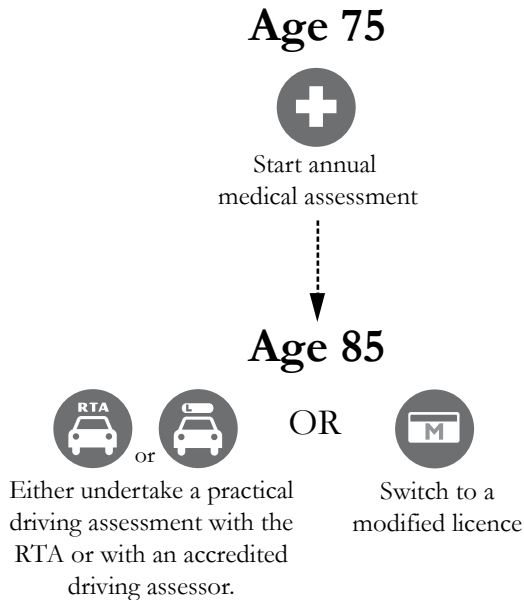 Age 75
Start annual
medical assessment
Age 85
RTA
or
L
OR
M
Either undertake a practical
driving assessment with the
RTA or with an accredited
driving assessor.
Switch to a
modified licence